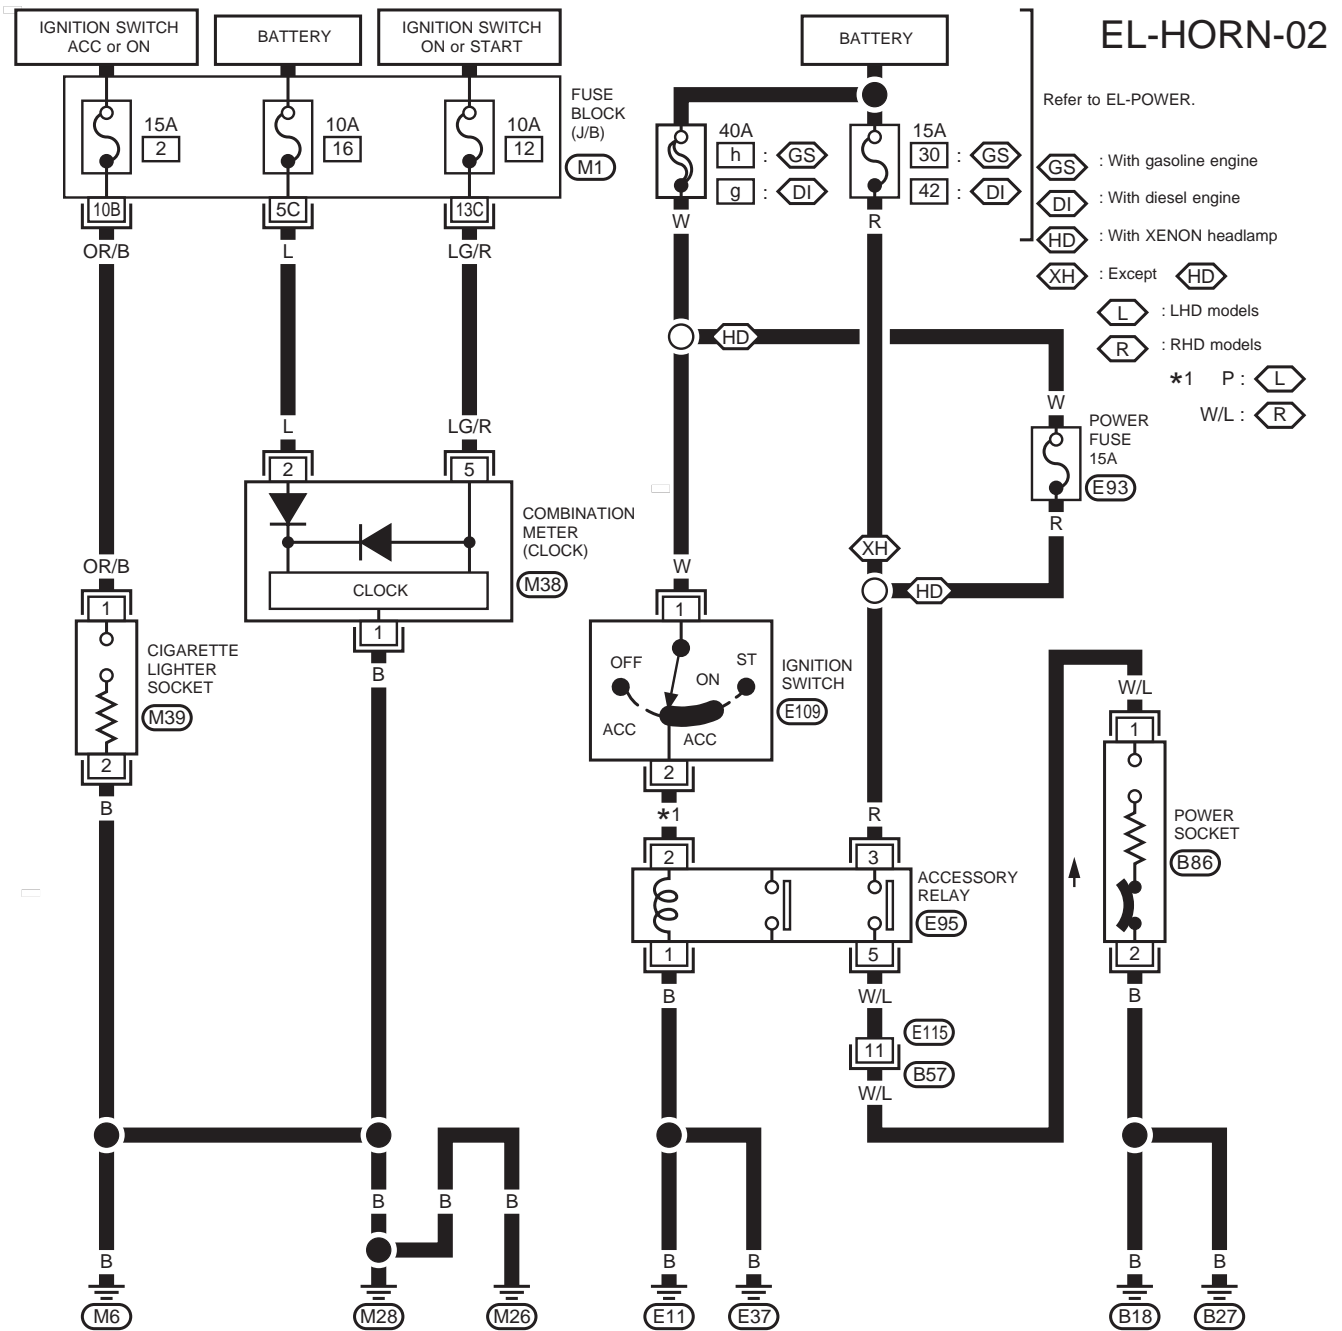 EL-HORN-02
IGNITION SWITCH
ACC or ON
BATTERY
IGNITION SWITCH
ON or START
BATTERY
FUSE
BLOCK
(J/B)
M1
15A
2
10A
16
10A
12
40A
h : GS
g : DI
15A
30 : GS
42 : DI
Refer to EL-POWER.
GS : With gasoline engine
DI : With diesel engine
HD : With XENON headlamp
XH : Except HD
L : LHD models
R : RHD models
*1 P : L
W/L : R
10B
5C
13C
OR/B
L
LG/R
W
R
HD
W
POWER
FUSE
15A
E93
R
L
LG/R
2
5
COMBINATION
METER
(CLOCK)
M38
CLOCK
1
B
OR/B
1
CIGARETTE
LIGHTER
SOCKET
M39
2
B
XH
HD
W
1
OFF
ST
ON
ACC
ACC
IGNITION
SWITCH
E109
2
*1
R
2
3
ACCESSORY
RELAY
E95
1
5
B
W/L
E115
11
B57
W/L
W/L
1
POWER
SOCKET
B86
2
B
B
B
B
B
B
B
B
B
M6
M28
M26
E11
E37
B18
B27